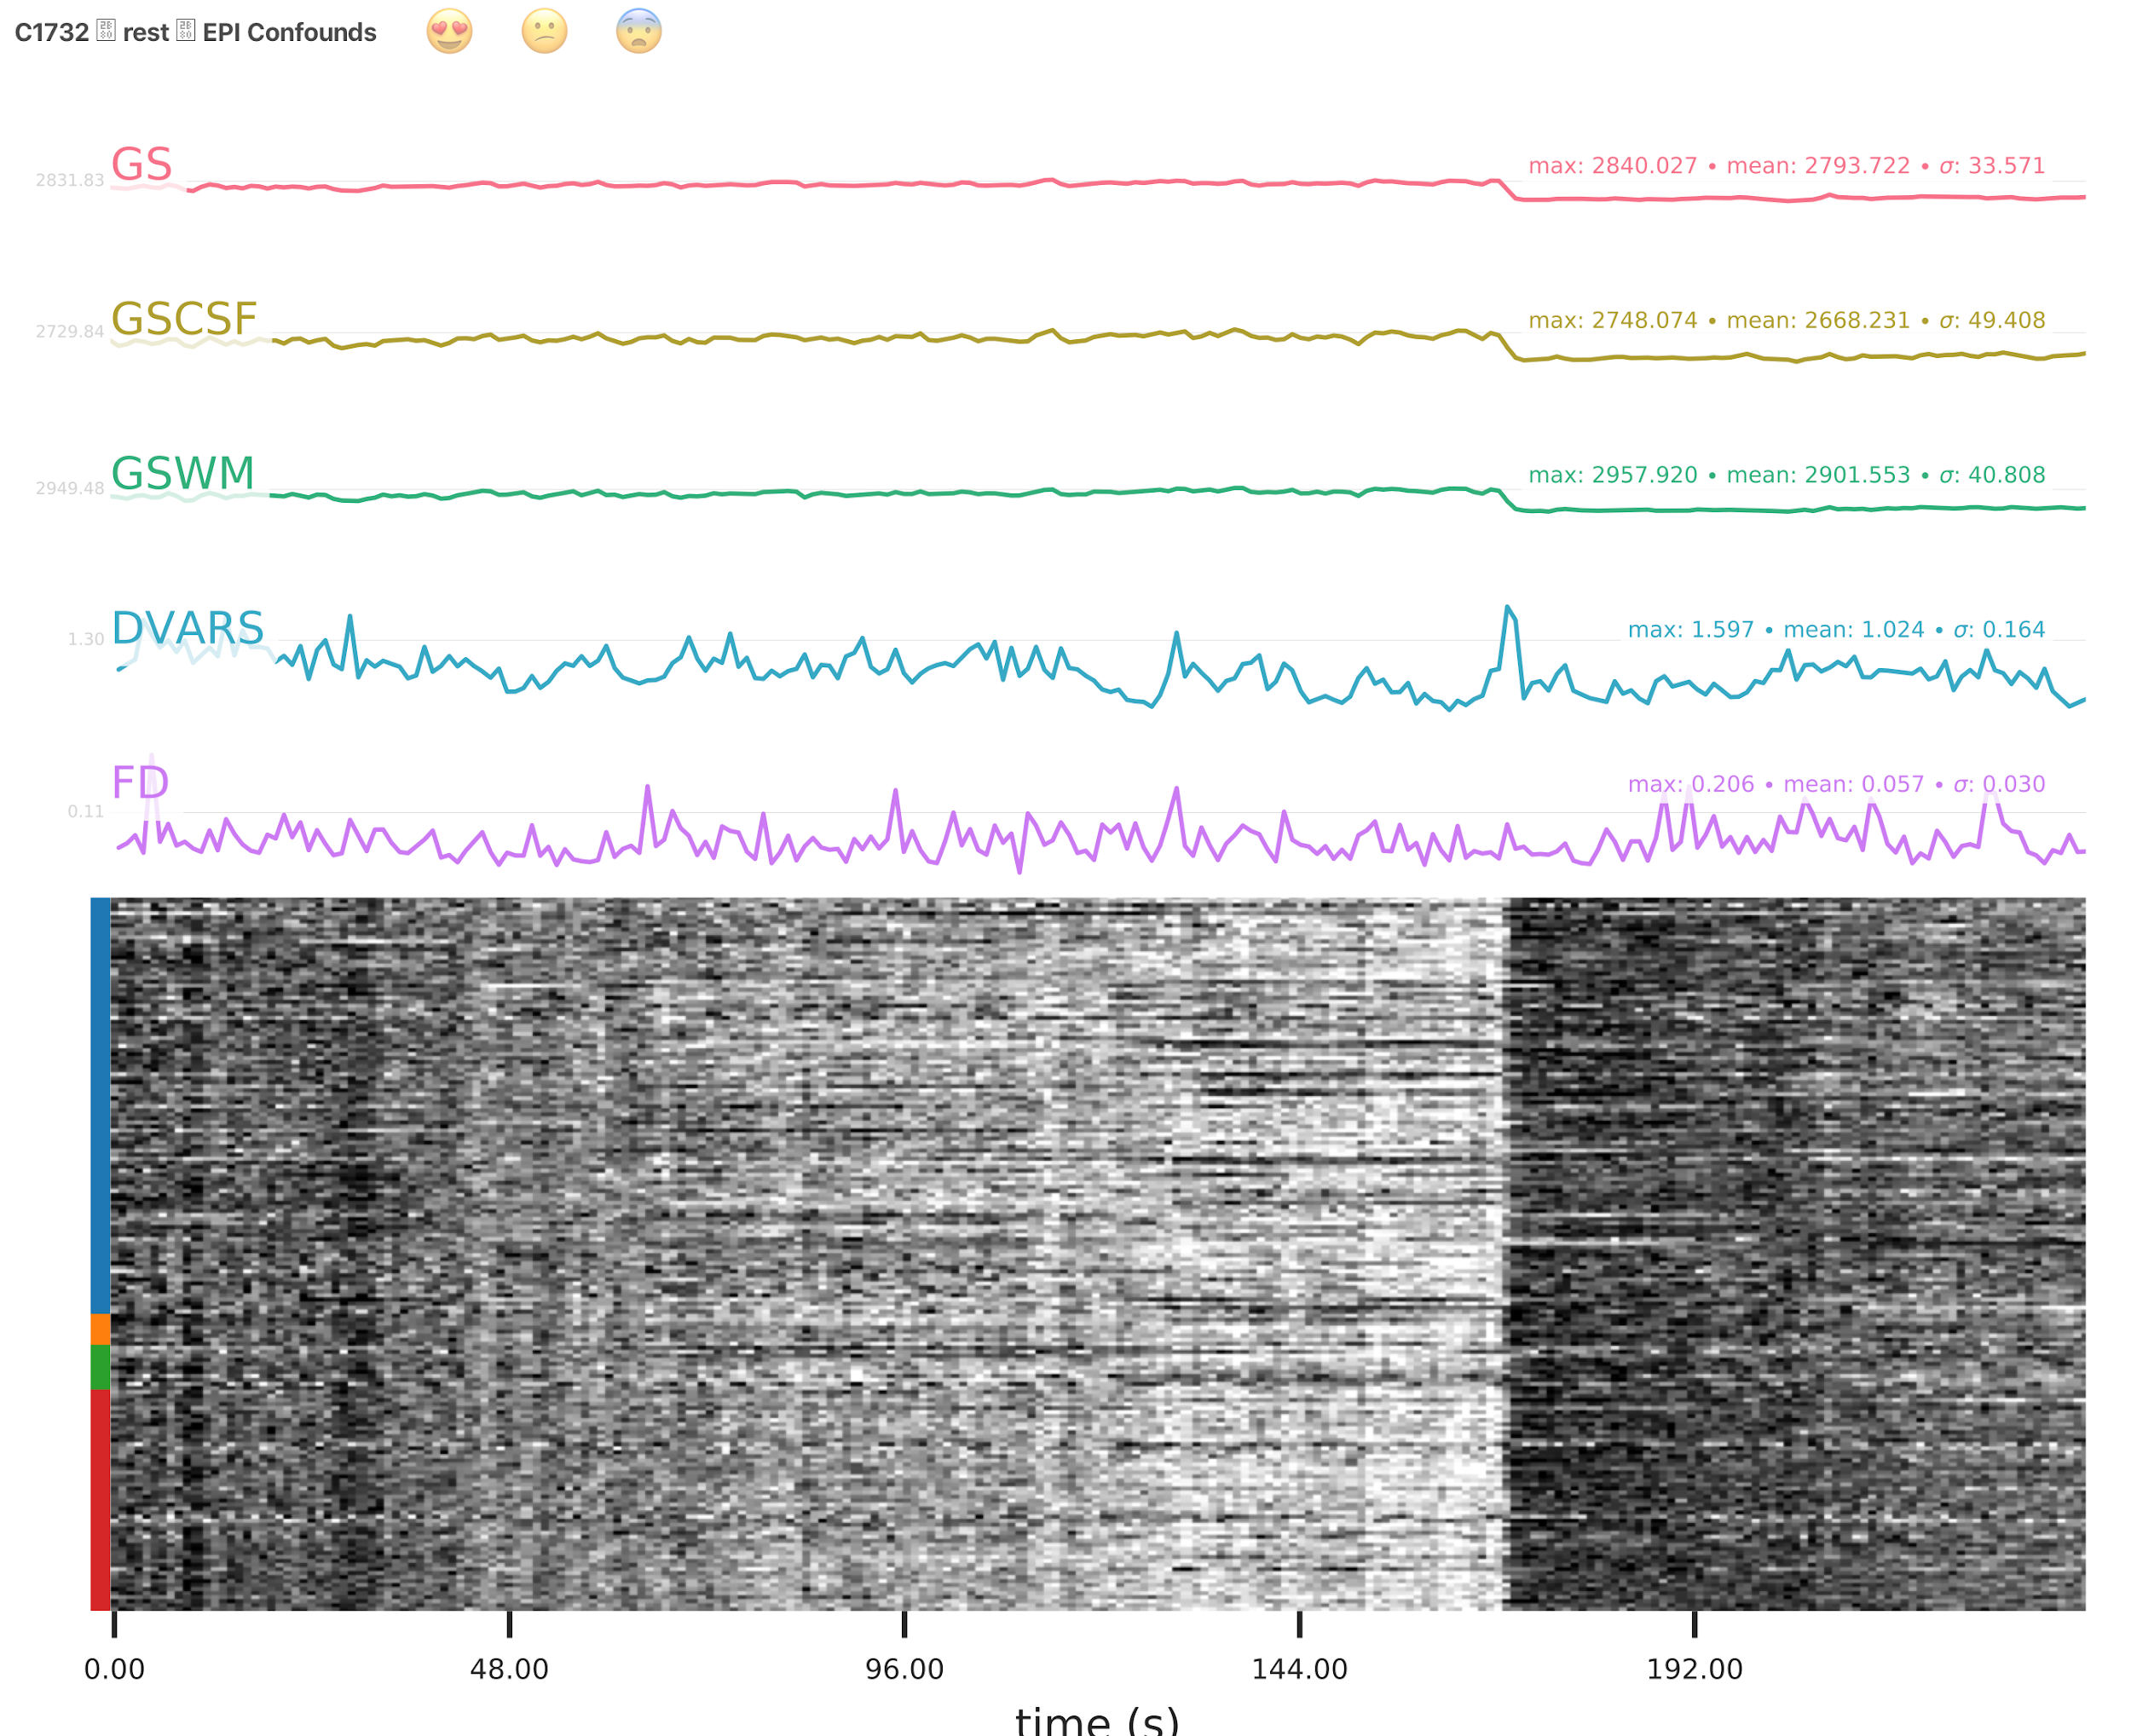 C1732 rest EPI Confounds
GS
2831.83
max: 2840.027 • mean: 2793.722 • σ: 33.571
GSCSF
2729.84
max: 2748.074 • mean: 2668.231 • σ: 49.408
GSWM
2949.48
max: 2957.920 • mean: 2901.553 • σ: 40.808
DVARS
1.30
max: 1.597 • mean: 1.024 • σ: 0.164
FD
0.11
max: 0.206 • mean: 0.057 • σ: 0.030
0.00 48.00 96.00 144.00 192.00
time (s)